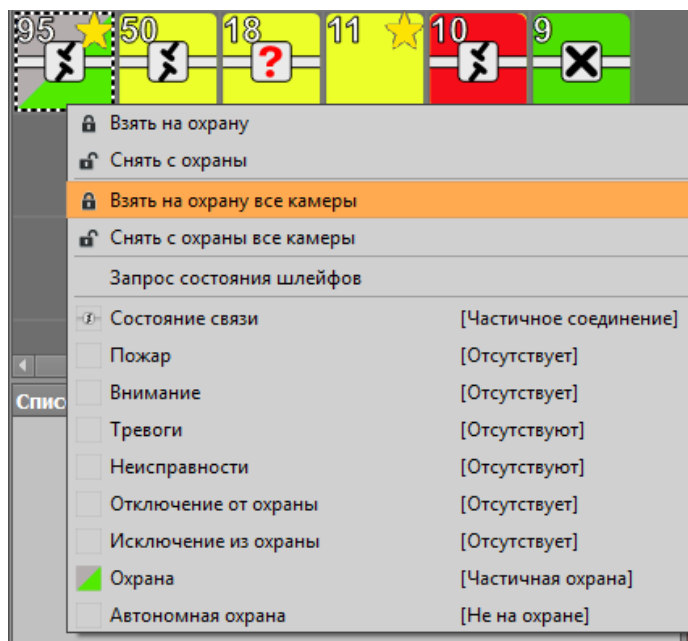 95 50 18 ? 11 10 9
Взять на охрану
Снять с охраны
Взять на охрану все камеры
Снять с охраны все камеры
Запрос состояния шлейфов
Состояние связи [Частичное соединение]
Пожар [Отсутствует]
Спис
Внимание [Отсутствует]
Тревоги [Отсутствуют]
Неисправности [Отсутствуют]
Отключение от охраны [Отсутствует]
Исключение из охраны [Отсутствует]
Охрана [Частичная охрана]
Автономная охрана [Не на охране]